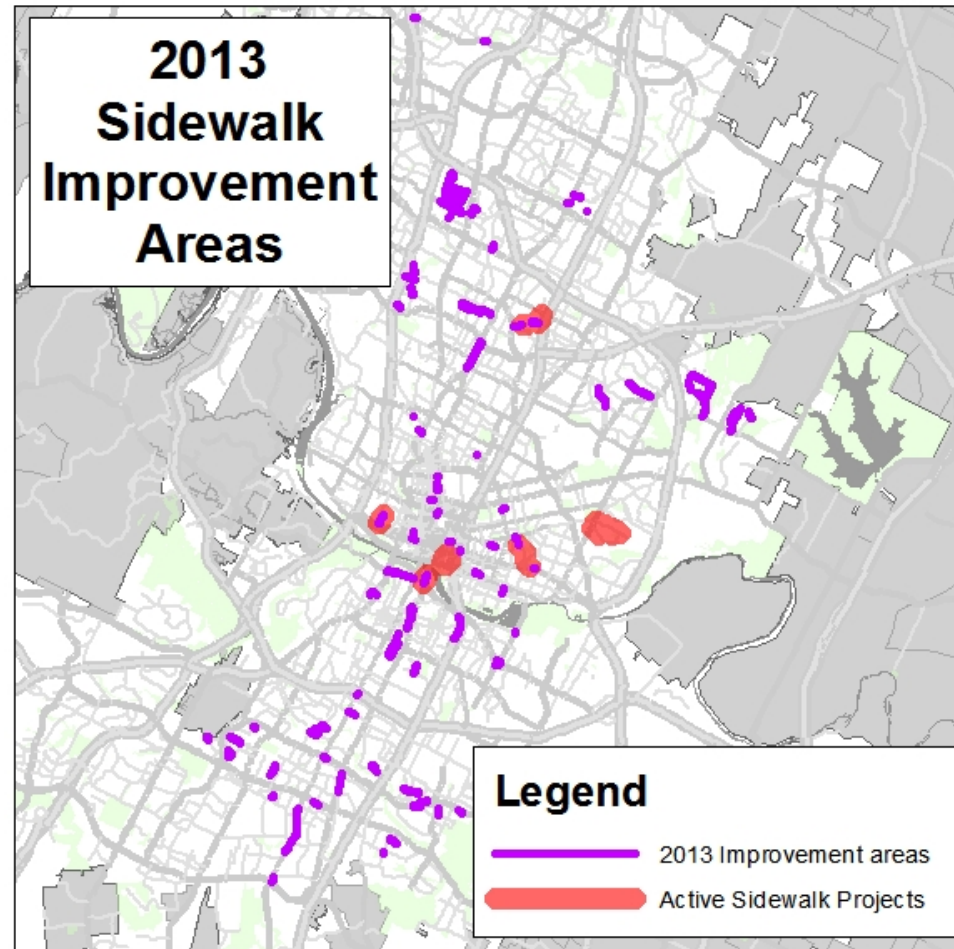 2013
Sidewalk
Improvement
Areas
Legend
2013 Improvement areas
Active Sidewalk Projects